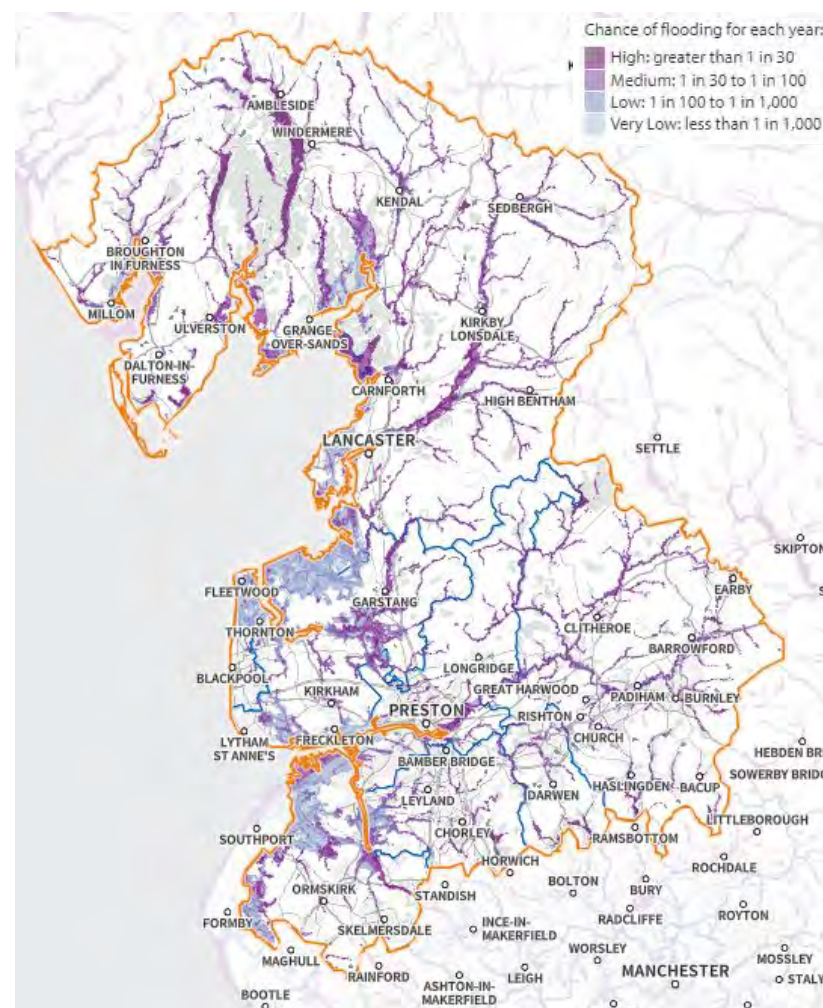 Chance of flooding for each year:
High: greater than 1 in 30
Medium: 1 in 30 to 1 in 100
Low: 1 in 100 to 1 in 1,000
Very Low: less than 1 in 1,000
AMBLESIDE
WINDERMERE
KENDAL
SEDBERGH
BROUGHTON
IN FURNESS
MILLOM
ULVERSTON
GRANGE-
OVER-SANDS
KIRKBY
LONSDALE
DALTON-IN-
FURNESS
CARNFORTH
HIGH BENTHAM
LANCASTER
SETTLE
SKIPTON
FLEETWOOD
GARSTANG
EARBY
THORNTON
CLITHEROE
BARROWFORD
BLACKPOOL
LONGRIDGE
KIRKHAM
GREAT HARWOOD
PADIHAM
BURNLEY
PRESTON
RISHTON
LYTHAM
ST ANNE'S
FRECKLETON
CHURCH
BAMBER BRIDGE
HEBDEN BRI
SOWERBY BRIDG
LEYLAND
DARWEN
HASLINGDEN
BACUP
SOUTHPORT
CHORLEY
RAMSBOTTOM
LITTLEBOROUGH
HORWICH
ROCHDALE
ORMSKIRK
STANDISH
BOLTON
BURY
FORMBY
SKELMERSDALE
INCE-IN-
MAKERFIELD
RADCLIFFE
ROYTON
MAGHULL
RAINFORD
WORSLEY
MOSSLEY
ASHTON-IN-
MAKERFIELD
LEIGH
MANCHESTER
STALY
BOOTLE